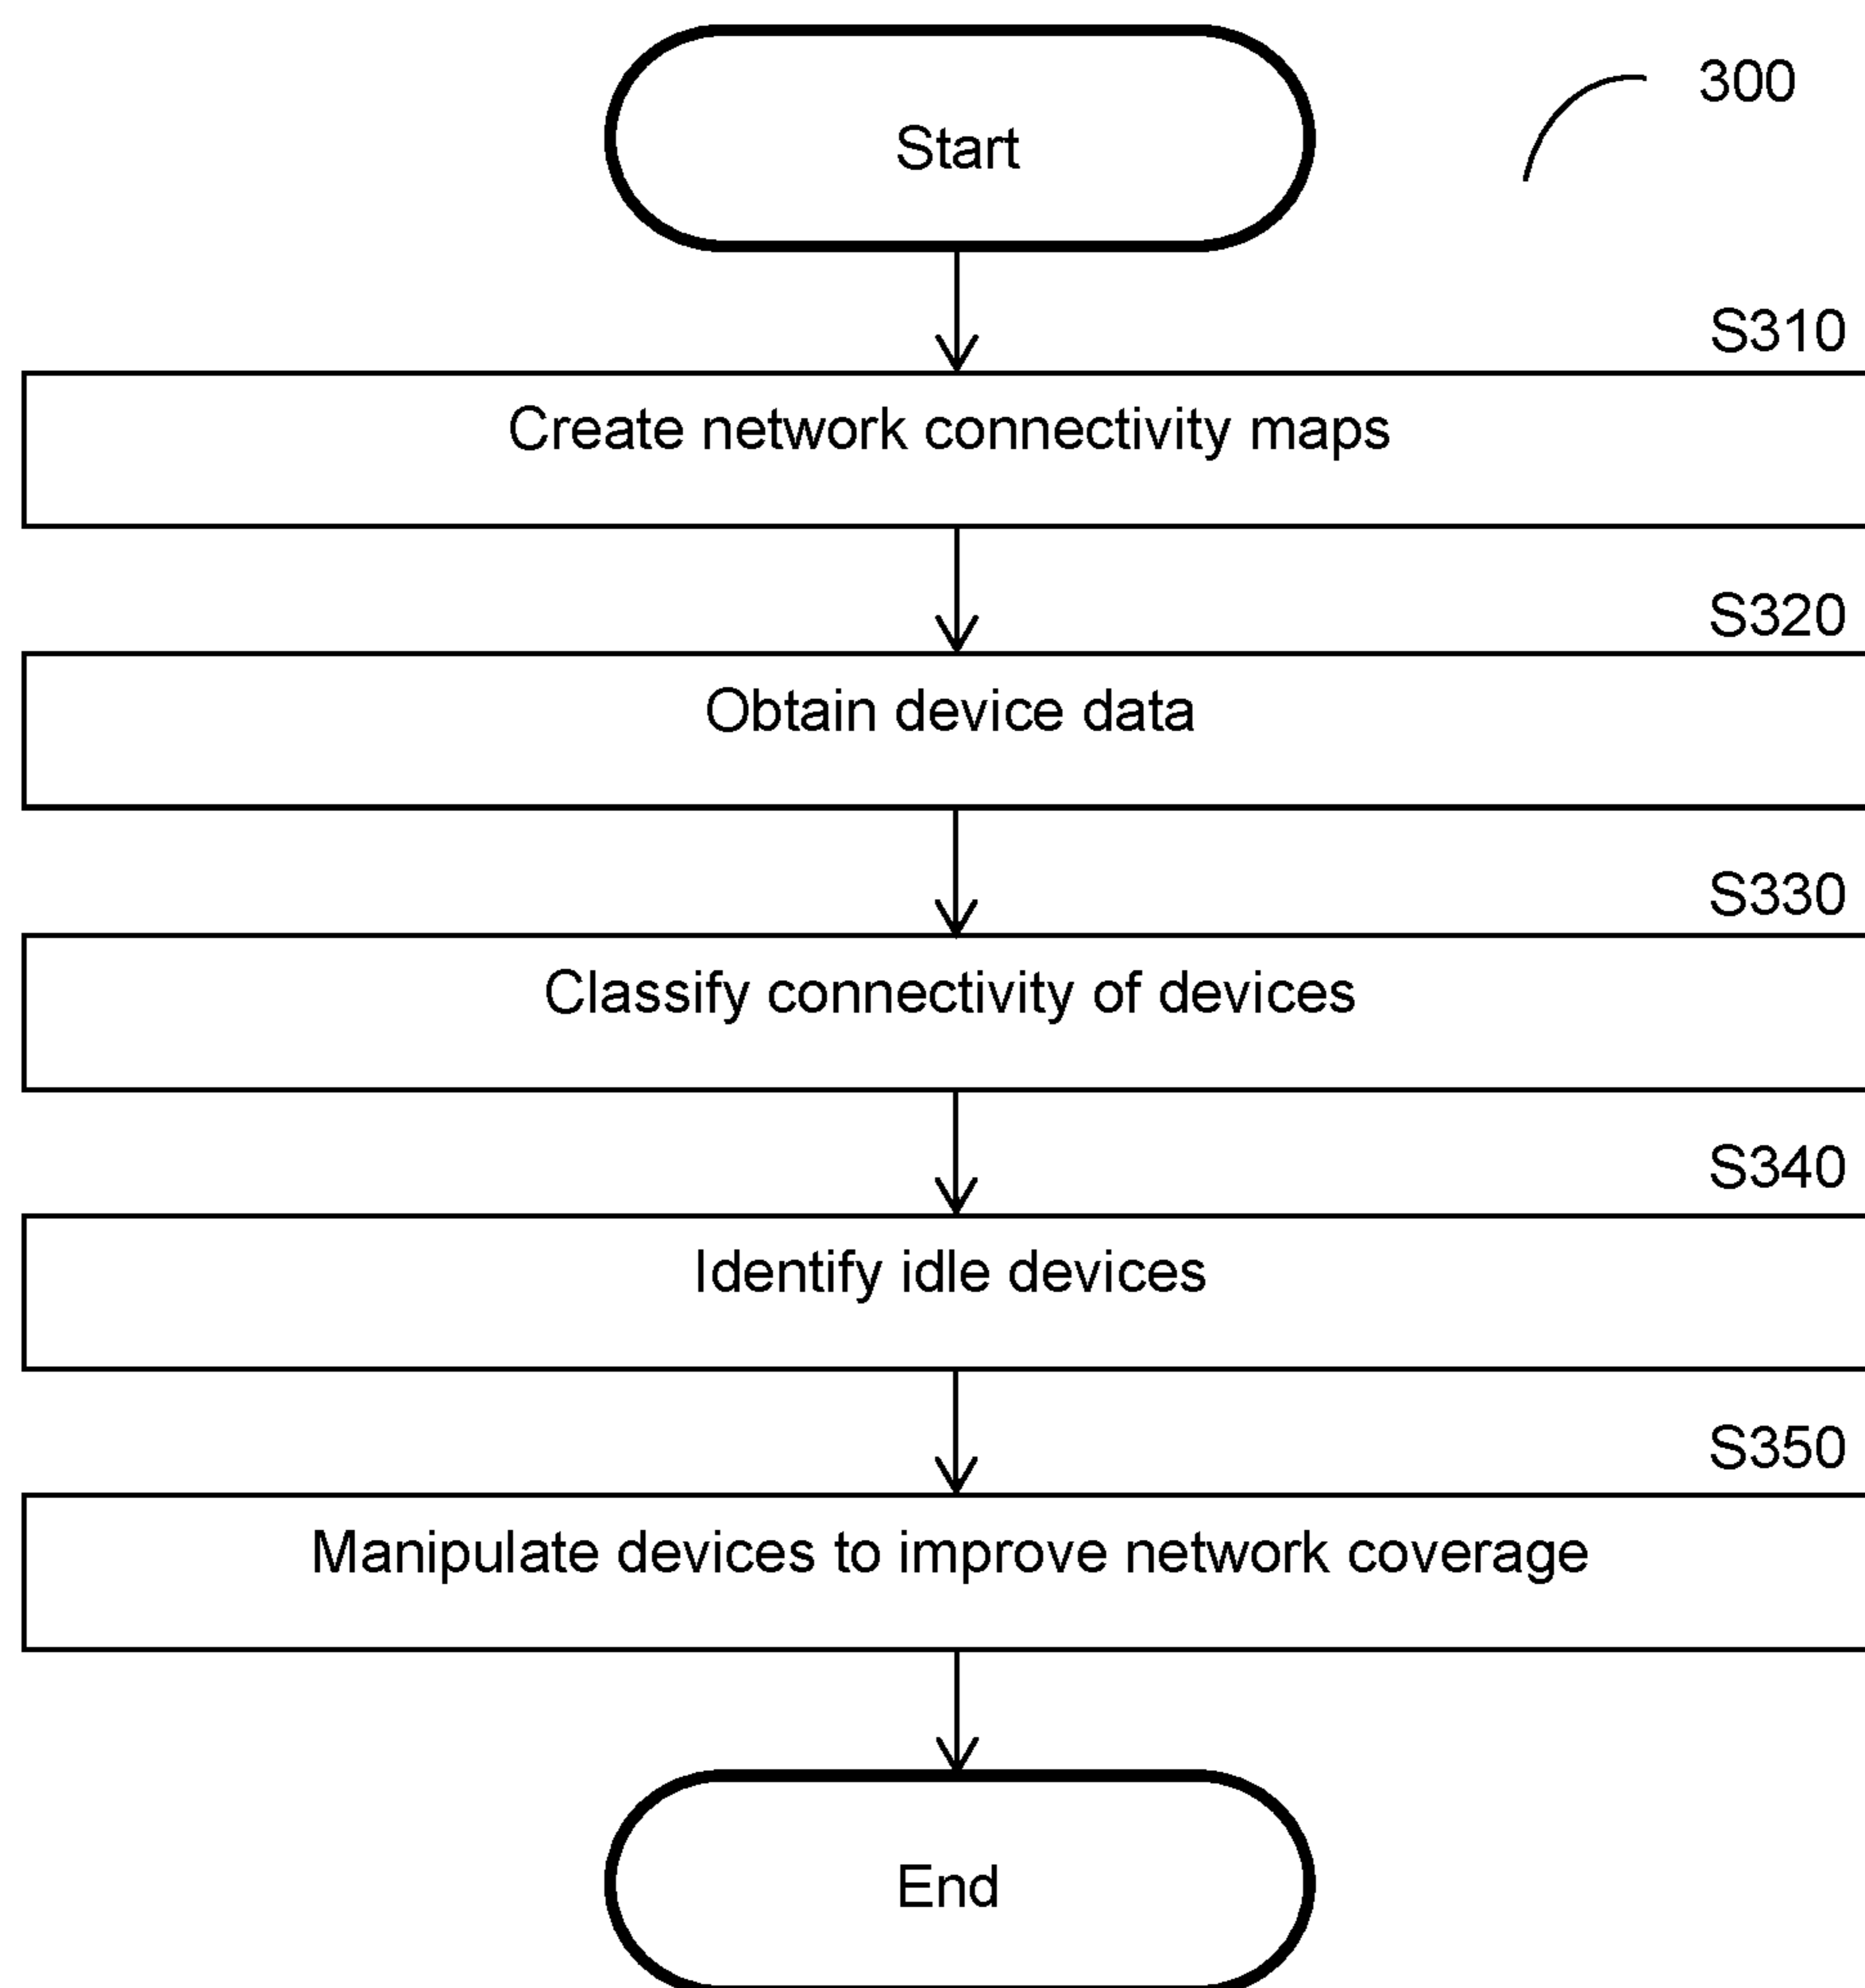 Start
300
S310
Create network connectivity maps
S320
Obtain device data
S330
Classify connectivity of devices
S340
Identify idle devices
S350
Manipulate devices to improve network coverage
End